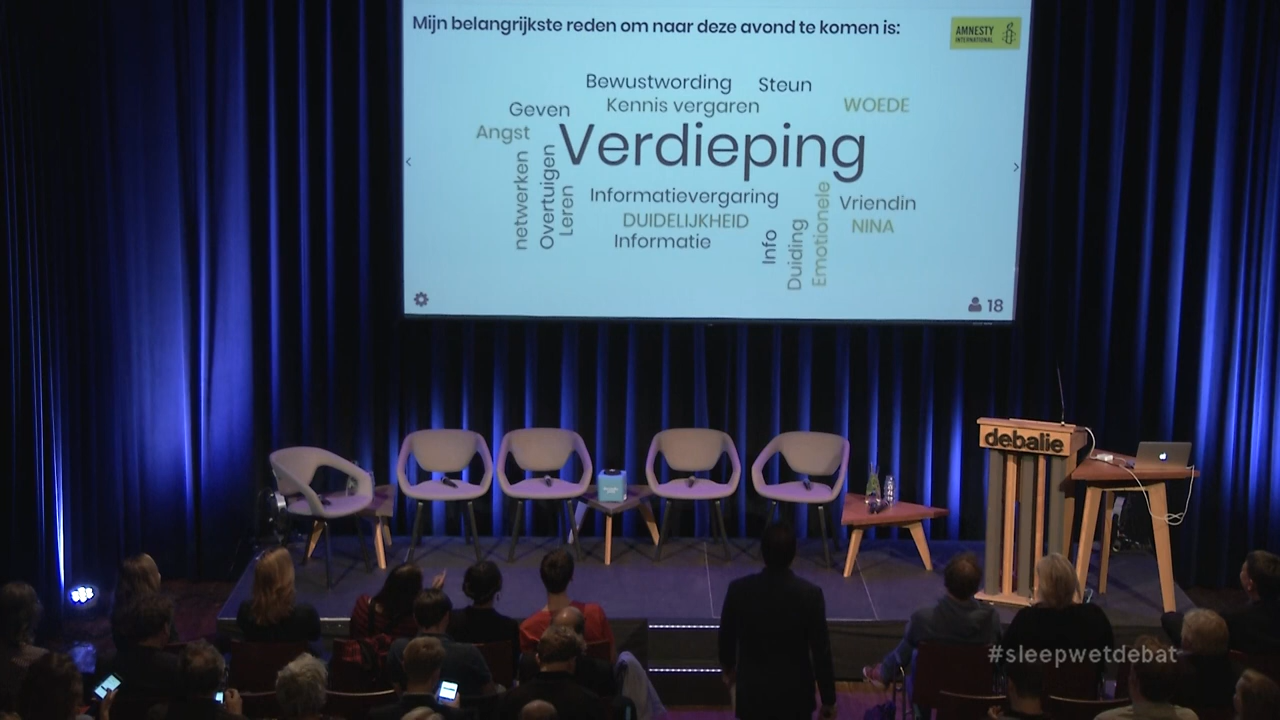 Mijn belangrijkste reden om naar deze avond te komen is:
AMNESTY
INTERNATIONAL
Bewustwording
Steun
Geven
Kennis vergaren
WOEDE
Angst
Verdieping
netwerken
Overtuigen
Leren
Informatievergaring
DUIDELIJKHEID
Informatie
Info
Duiding
Emotionele
Vriendin
NINA
18
debalie
#sleepwetdebat